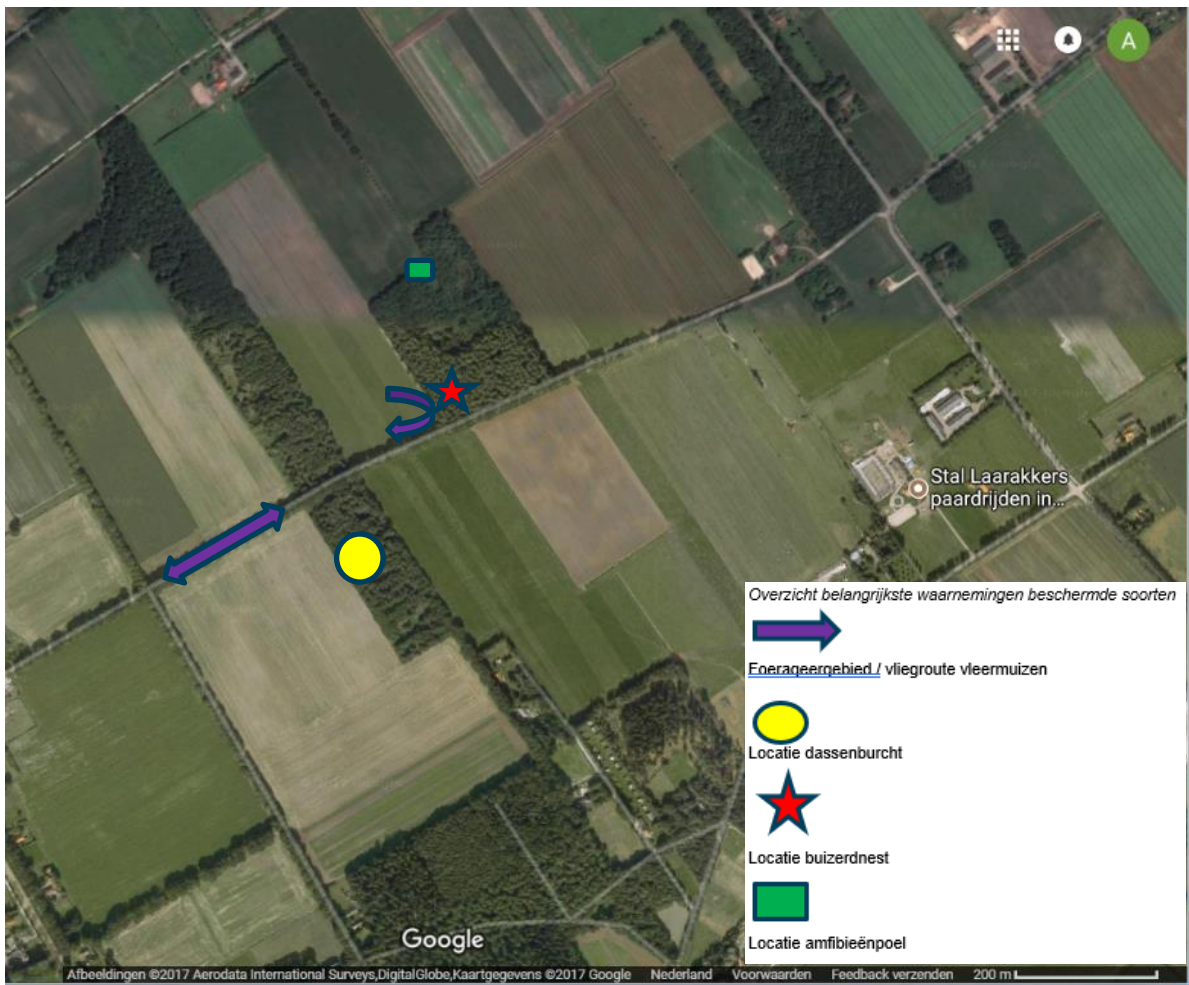 A
Stal Laarakkers
paardrijden in...
Overzicht belangrijkste waarnemingen beschermde soorten
Foerageergebied / vliegroute vleermuizen
Locatie dassenburcht
Locatie buizerdnest
Locatie amfibieënpoel
Google
Afbeeldingen ©2017 Aerodata International Surveys,DigitalGlobe,Kaartgegevens ©2017 Google Nederland Voorwaarden Feedback verzenden 200 m